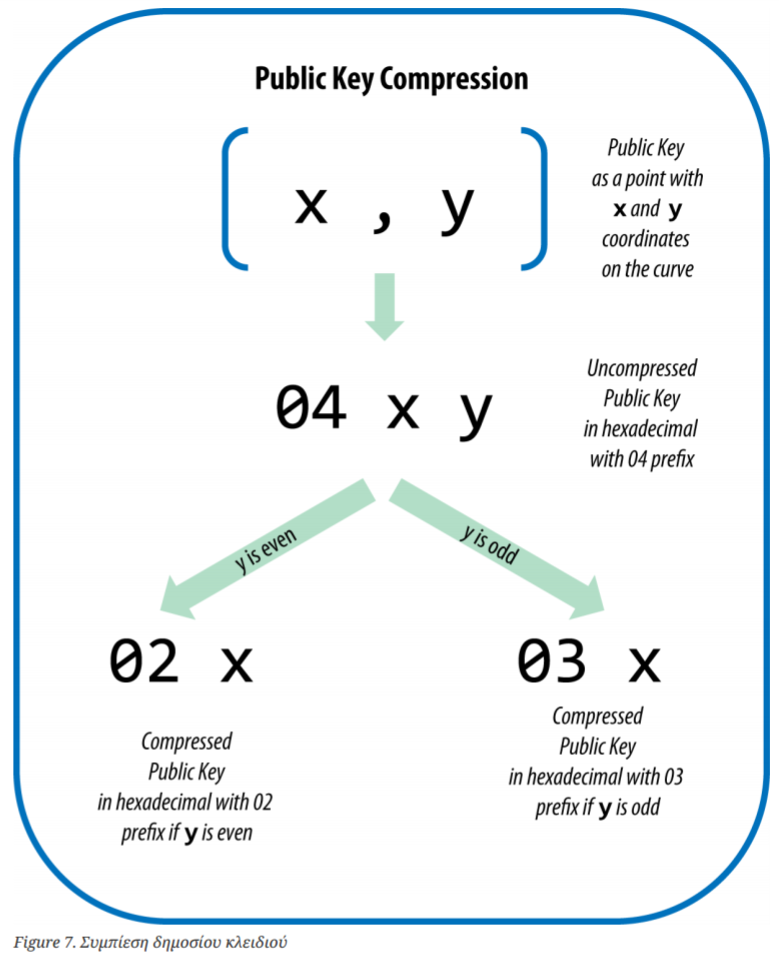 Public Key Compression
x , y
Public Key
as a point with
x and y
coordinates
on the curve
04 x y
Uncompressed
Public Key
in hexadecimal
with 04 prefix
y is even
y is odd
02 x
03 x
Compressed
Public Key
in hexadecimal with 02
prefix if y is even
Compressed
Public Key
in hexadecimal with 03
prefix if y is odd
Figure 7. Συμπίεση δημοσίου κλειδιού